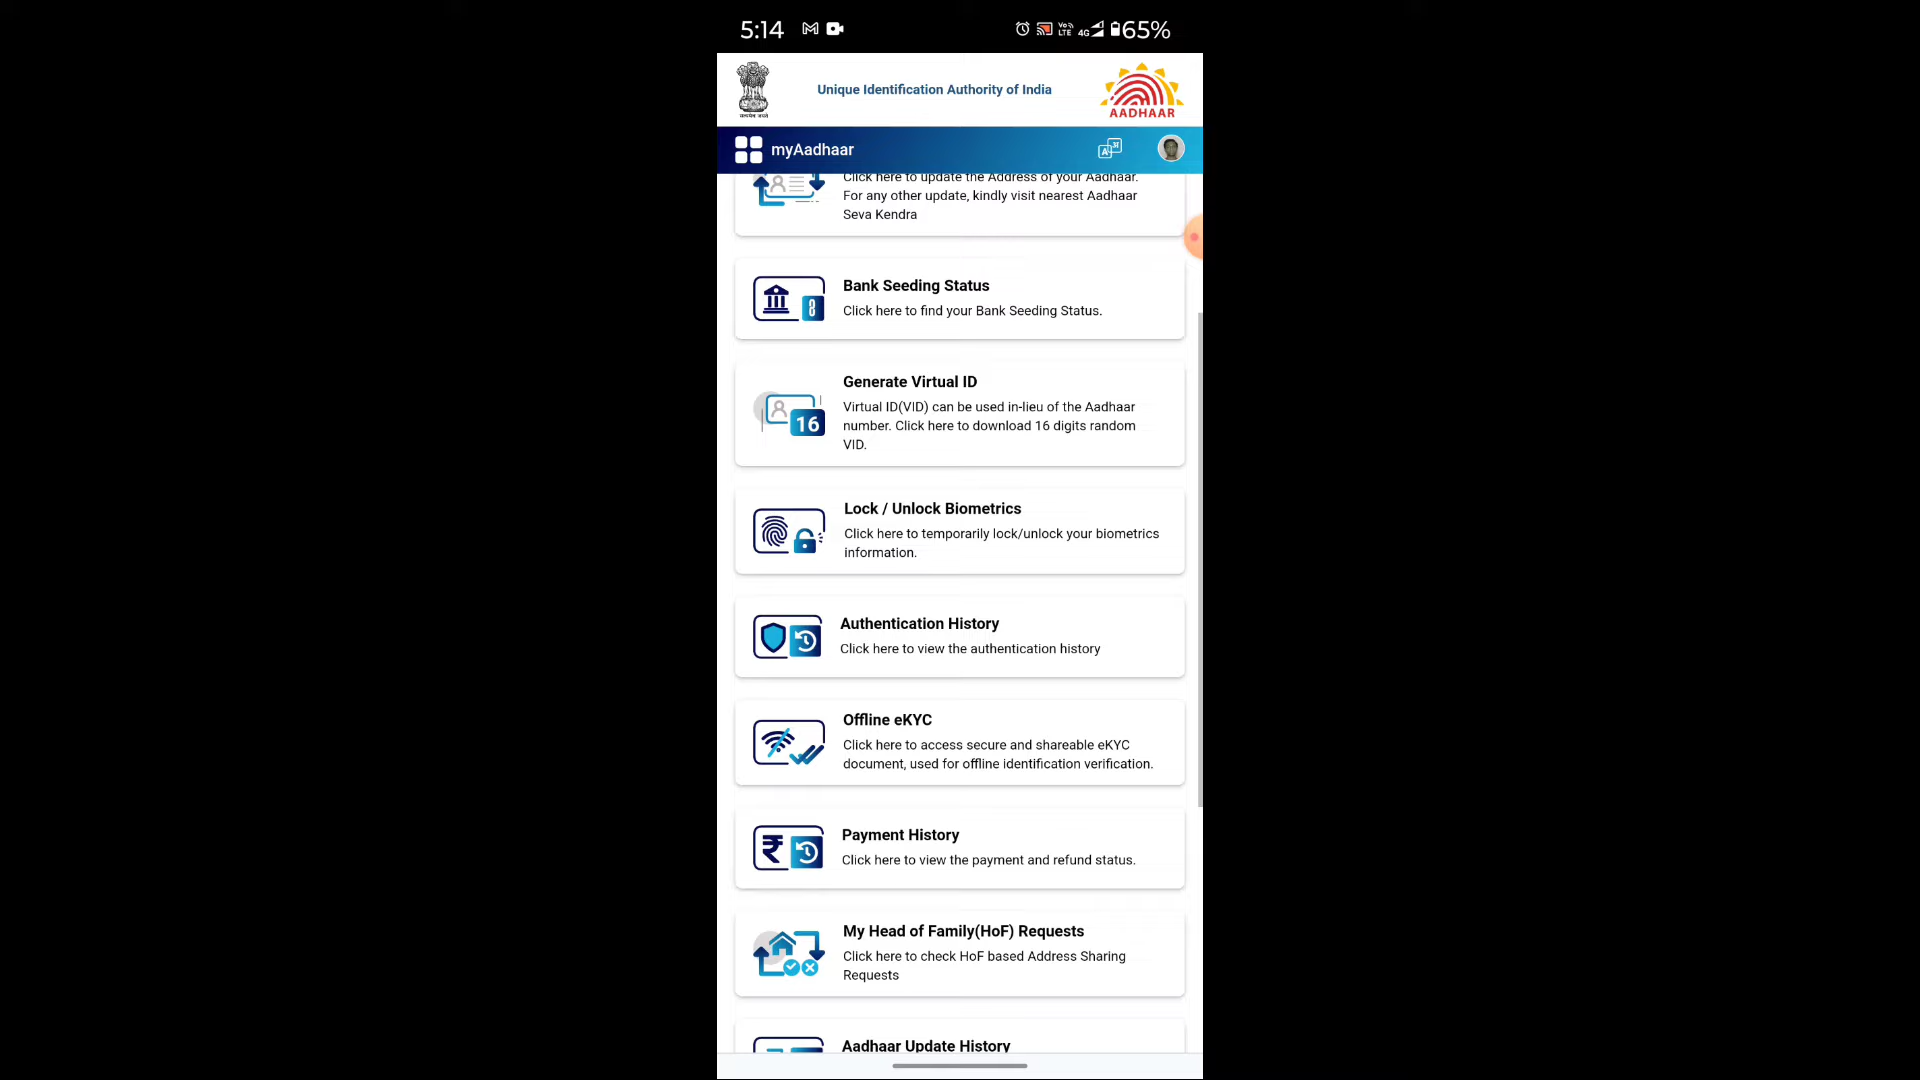 5:14
Vo
LTE
4G
65%
सत्यमेव जयते
Unique Identification Authority of India
AADHAAR
myAadhaar
A
Click here to update the Address of your Aadhaar.
For any other update, kindly visit nearest Aadhaar
Seva Kendra
Bank Seeding Status
Click here to find your Bank Seeding Status.
Generate Virtual ID
16
Virtual ID(VID) can be used in-lieu of the Aadhaar
number. Click here to download 16 digits random
VID.
Lock / Unlock Biometrics
Click here to temporarily lock/unlock your biometrics
information.
Authentication History
Click here to view the authentication history
Offline eKYC
Click here to access secure and shareable eKYC
document, used for offline identification verification.
₹
Payment History
Click here to view the payment and refund status.
My Head of Family(HoF) Requests
Click here to check HoF based Address Sharing
Requests
Aadhaar Update History